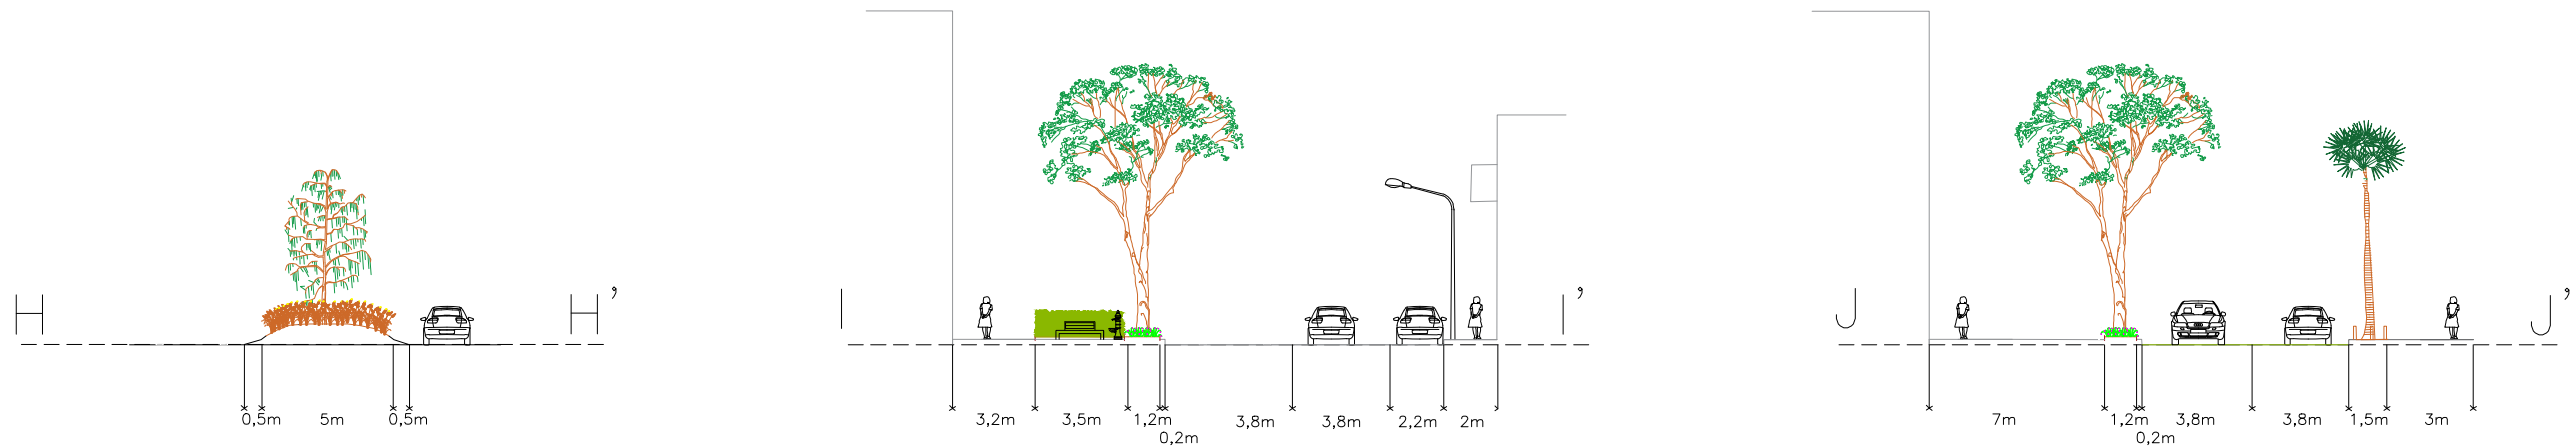 H H'
0,5m 5m 0,5m
I I'
3,2m 3,5m 1,2m 0,2m 3,8m 3,8m 2,2m 2m
J J'
7m 1,2m 0,2m 3,8m 3,8m 1,5m 3m